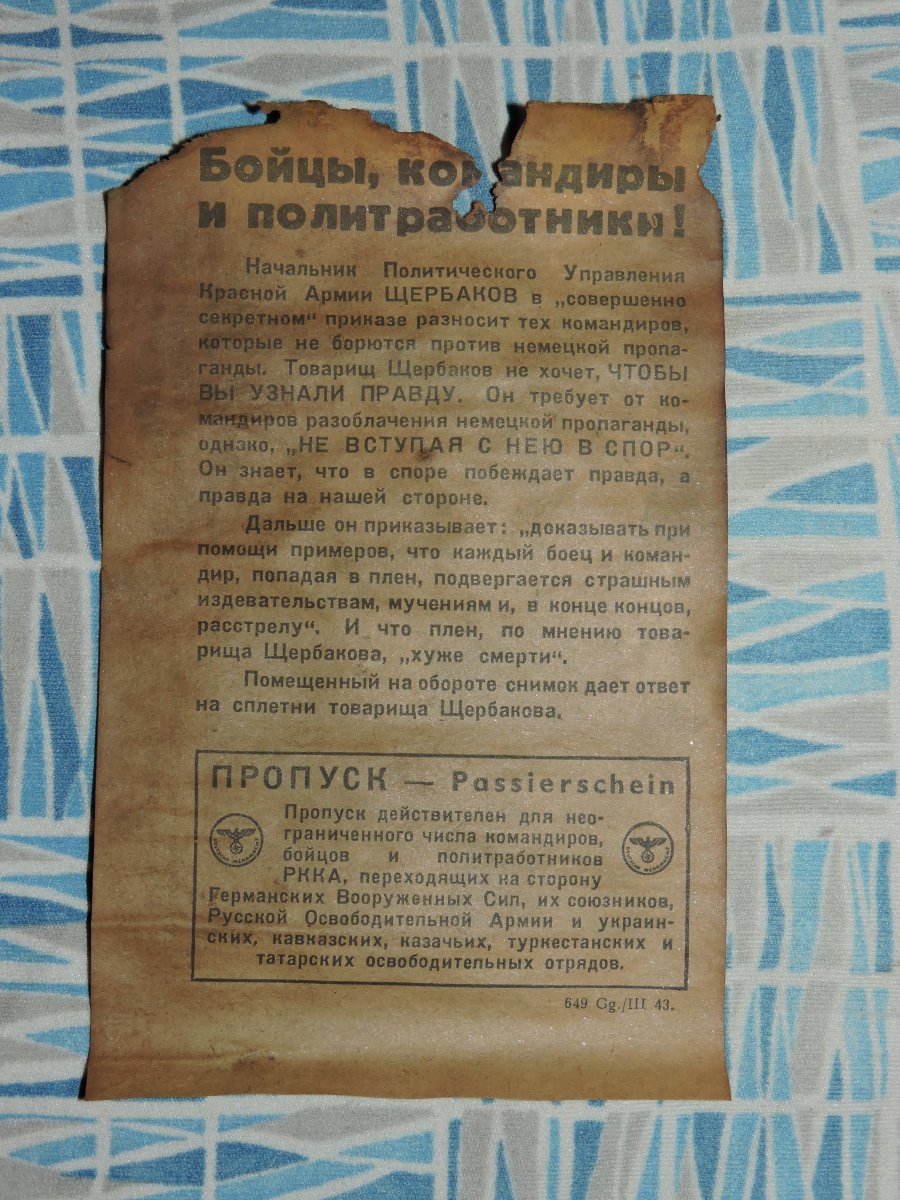 Бойцы, командиры
и политработники!
Начальник Политического Управления
Красной Армии ЩЕРБАКОВ в „совершенно
секретном“ приказе разносит тех командиров,
которые не борются против немецкой пропа-
ганды. Товарищ Щербаков не хочет, ЧТОБЫ
ВЫ УЗНАЛИ ПРАВДУ. Он требует от ко-
мандиров разоблачения немецкой пропаганды,
однако, „НЕ ВСТУПАЯ С НЕЮ В СПОР“.
Он знает, что в споре побеждает правда, а
правда на нашей стороне.
Дальше он приказывает: „доказывать при
помощи примеров, что каждый боец и коман-
дир, попадая в плен, подвергается страшным
издевательствам, мучениям и, в конце концов,
расстрелу“. И что плен, по мнению това-
рища Щербакова, „хуже смерти“.
Помещенный на обороте снимок дает ответ
на сплетни товарища Щербакова.
ПРОПУСК — Passierschein
Пропуск действителен для нео-
граниченного числа командиров,
бойцов и политработников
РККА, переходящих на сторону
Германских Вооруженных Сил, их союзников,
Русской Освободительной Армии и украин-
ских, кавказских, казачьих, туркестанских и
татарских освободительных отрядов.
649 Gg./III 43.